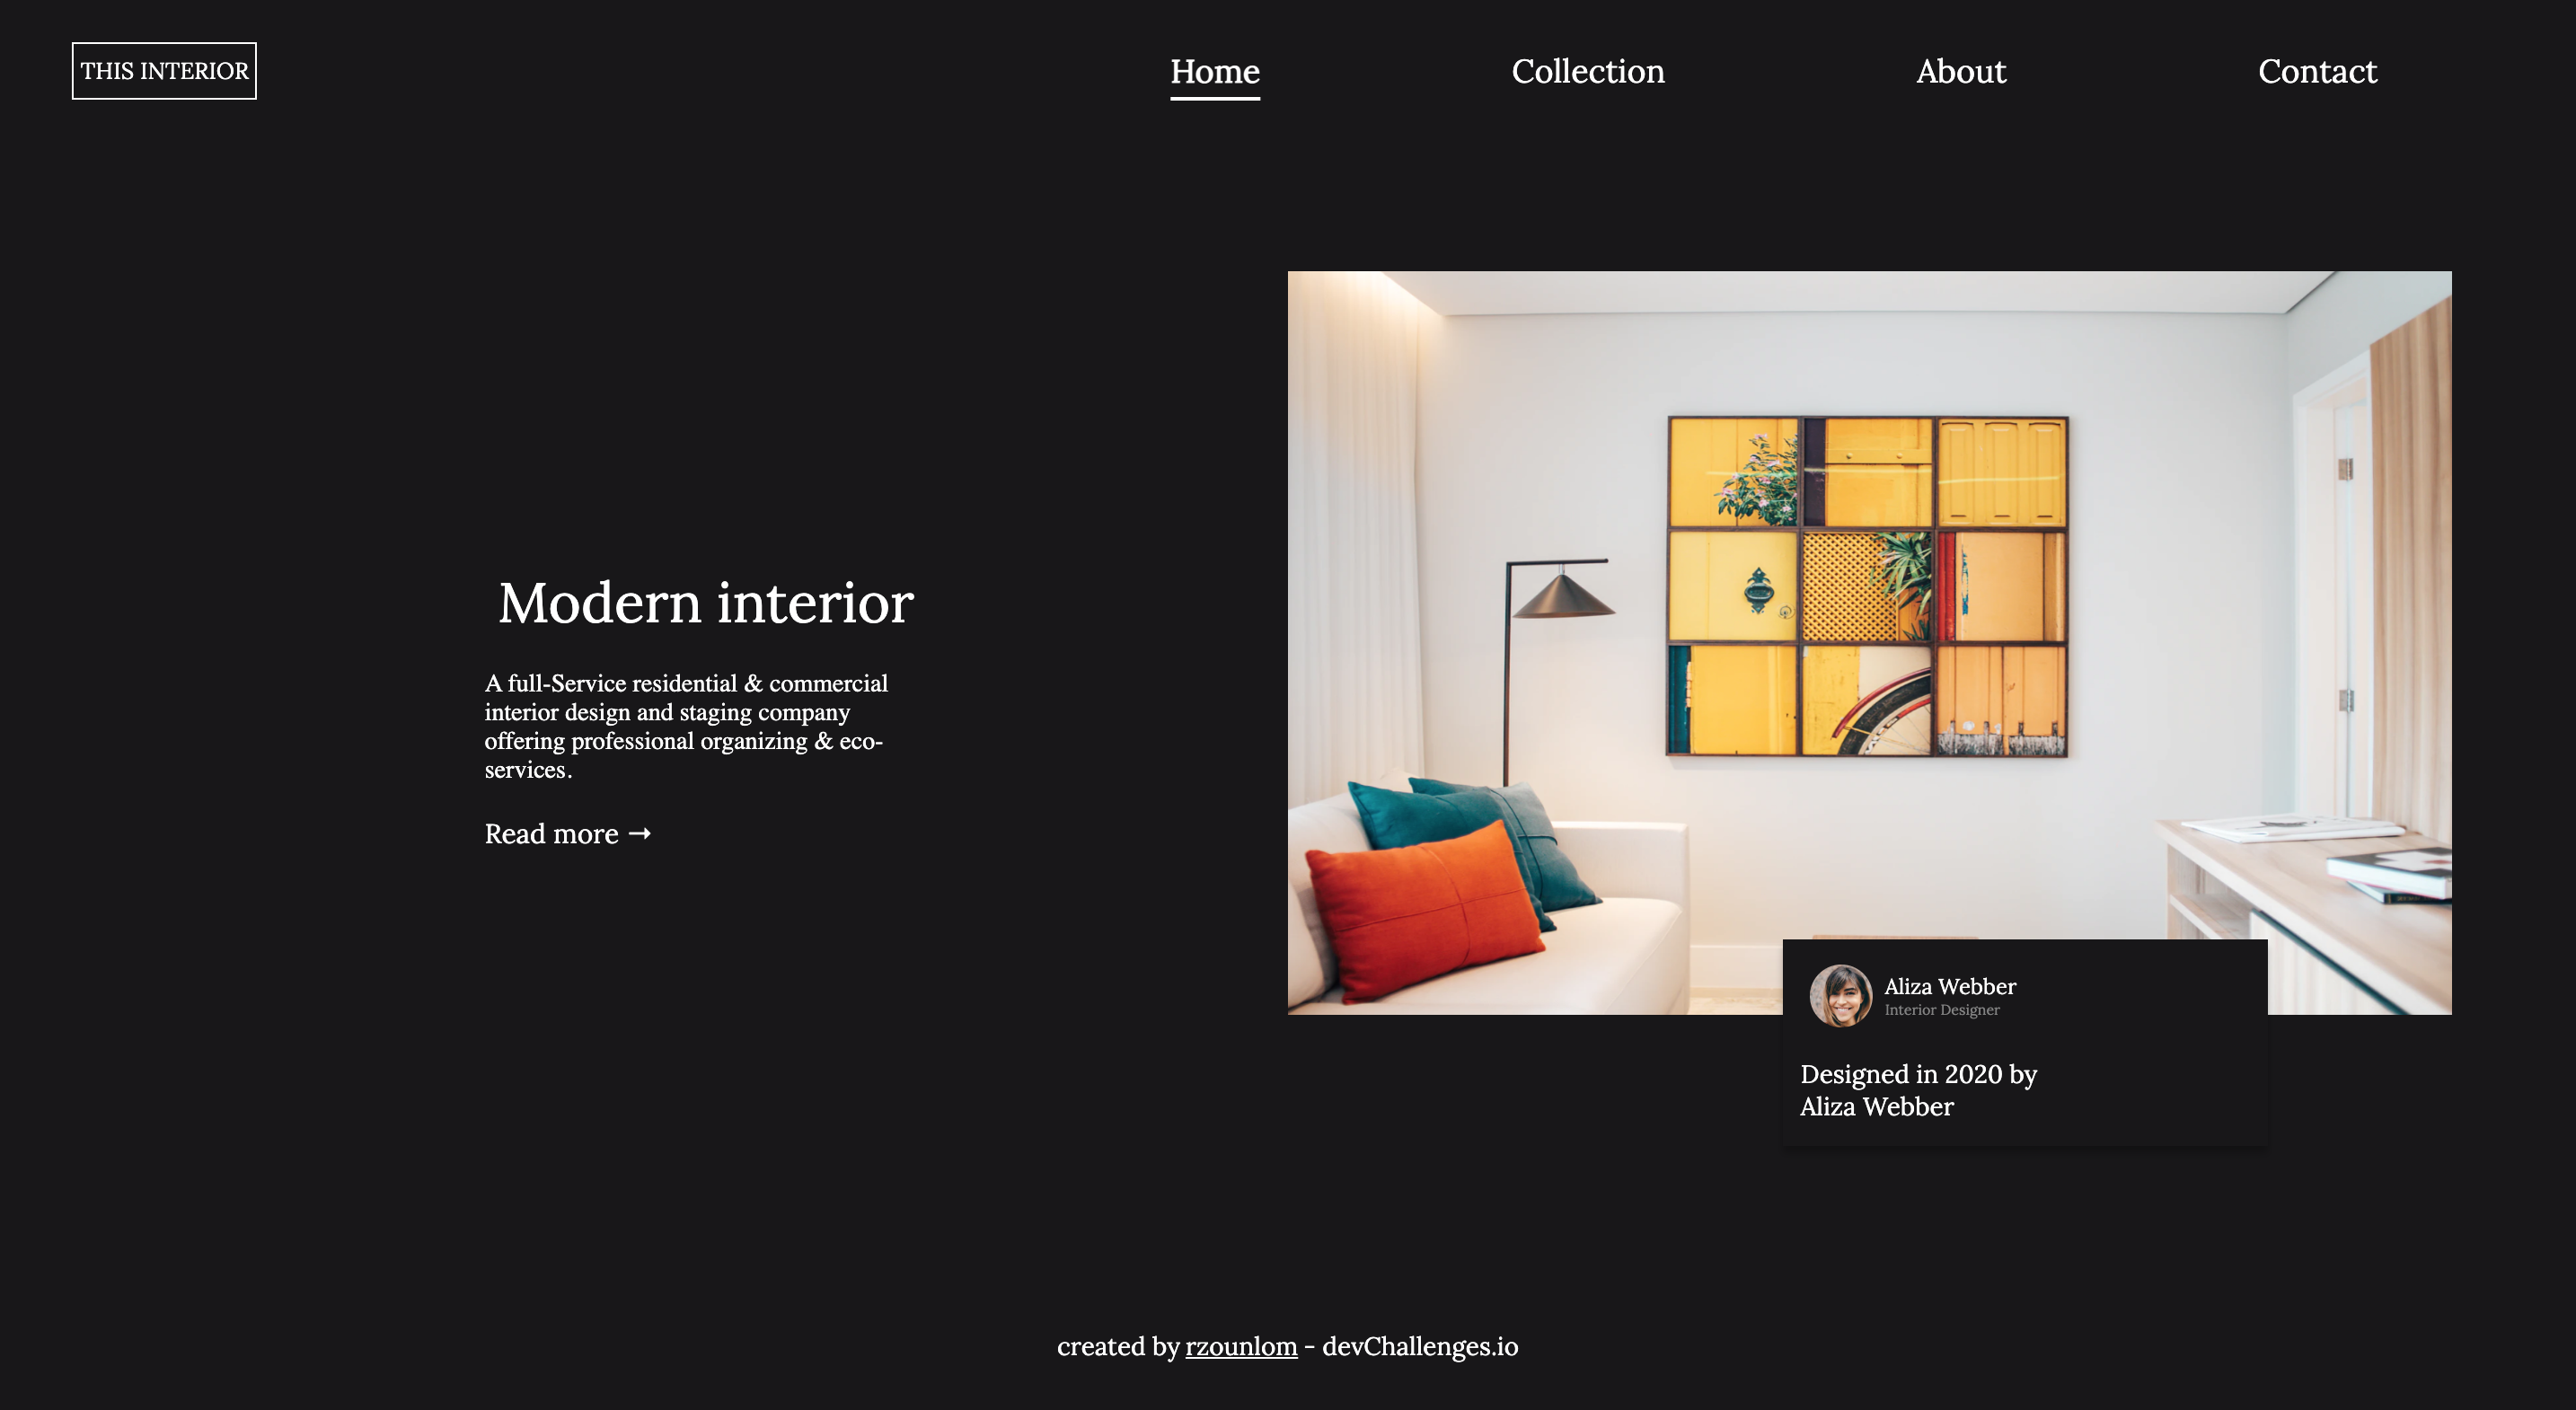 THIS INTERIOR
Home
Collection
About
Contact
Modern interior
A full-Service residential & commercial
interior design and staging company
offering professional organizing & eco-
services.
Read more →
Aliza Webber
Interior Designer
Designed in 2020 by
Aliza Webber
created by rzounlom - devChallenges.io